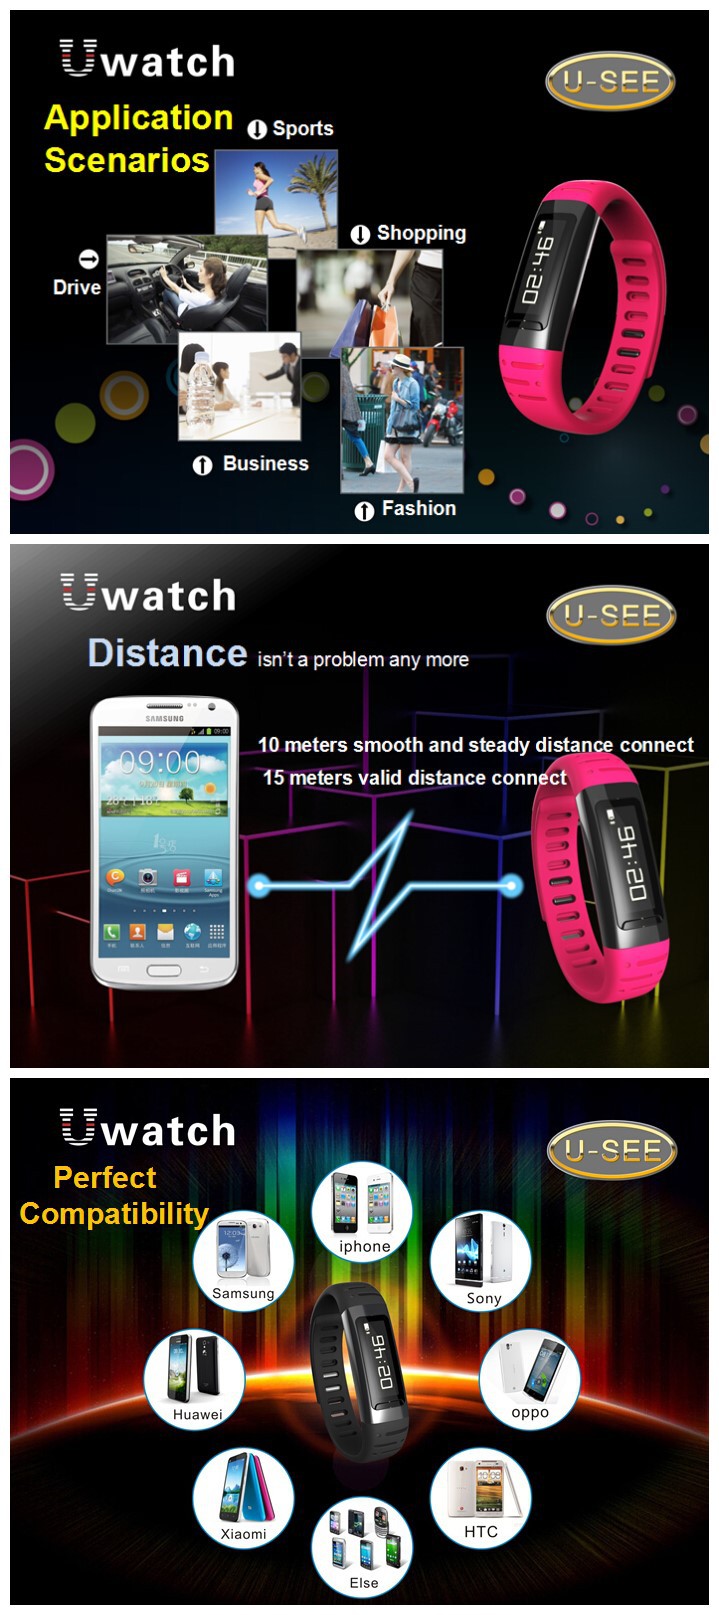 Uwatch
U-SEE
Application
Scenarios
Sports
Shopping
Drive
Business
Fashion
02:46
Uwatch
U-SEE
Distance isn't a problem any more
SAMSUNG
09:00
09:00
10 meters smooth and steady distance connect
15 meters valid distance connect
02:46
Uwatch
U-SEE
Perfect
Compatibility
iphone
Samsung
Sony
02:46
Huawei
oppo
Xiaomi
HTC
Else